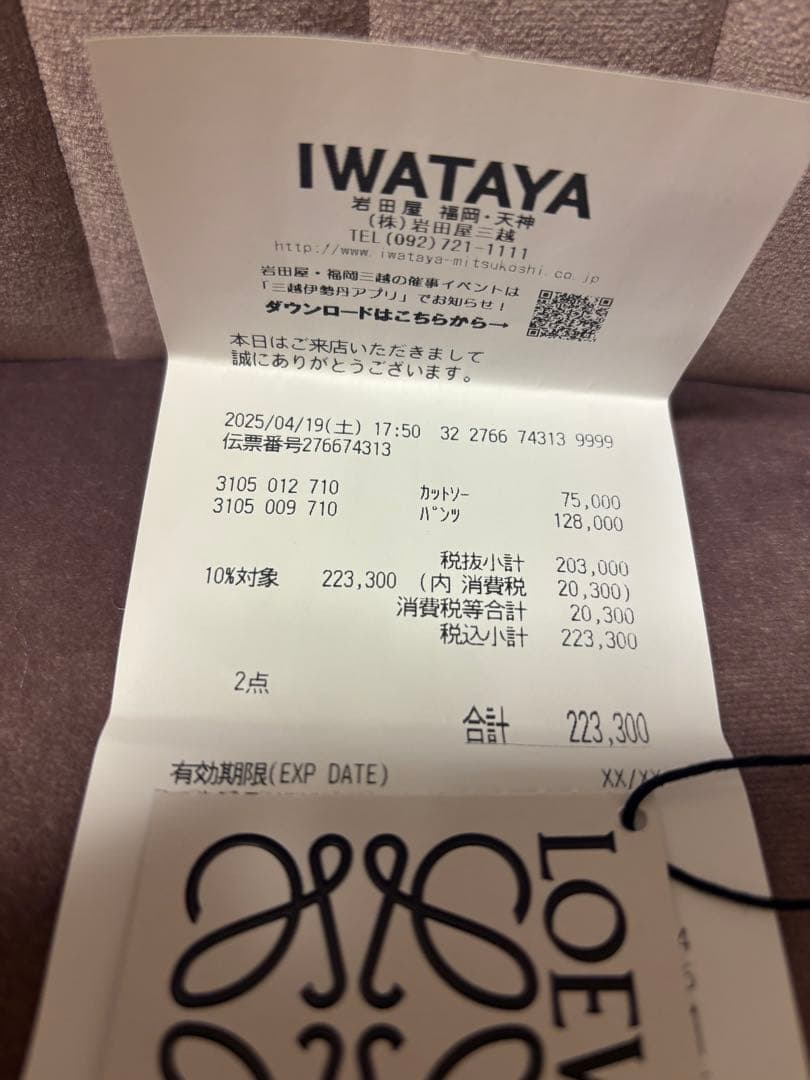 IWATAYA
岩田屋 福岡・天神
(株)岩田屋三越
TEL(092)721-1111
http://www.iwataya-mitsukoshi.co.jp
岩田屋・福岡三越の催事イベントは
「三越伊勢丹アプリ」でお知らせ!
ダウンロードはこちらから→
本日はご来店いただきまして
誠にありがとうございます。
2025/04/19(土) 17:50 32 2766 74313 9999
伝票番号276674313
3105 012 710 カットソー 75,000
3105 009 710 パンツ 128,000
税抜小計 203,000
10%対象 223,300 (内 消費税 20,300)
消費税等合計 20,300
税込小計 223,300
2点
合計 223,300
有効期限(EXP DATE) XX/XX
LOEW
451